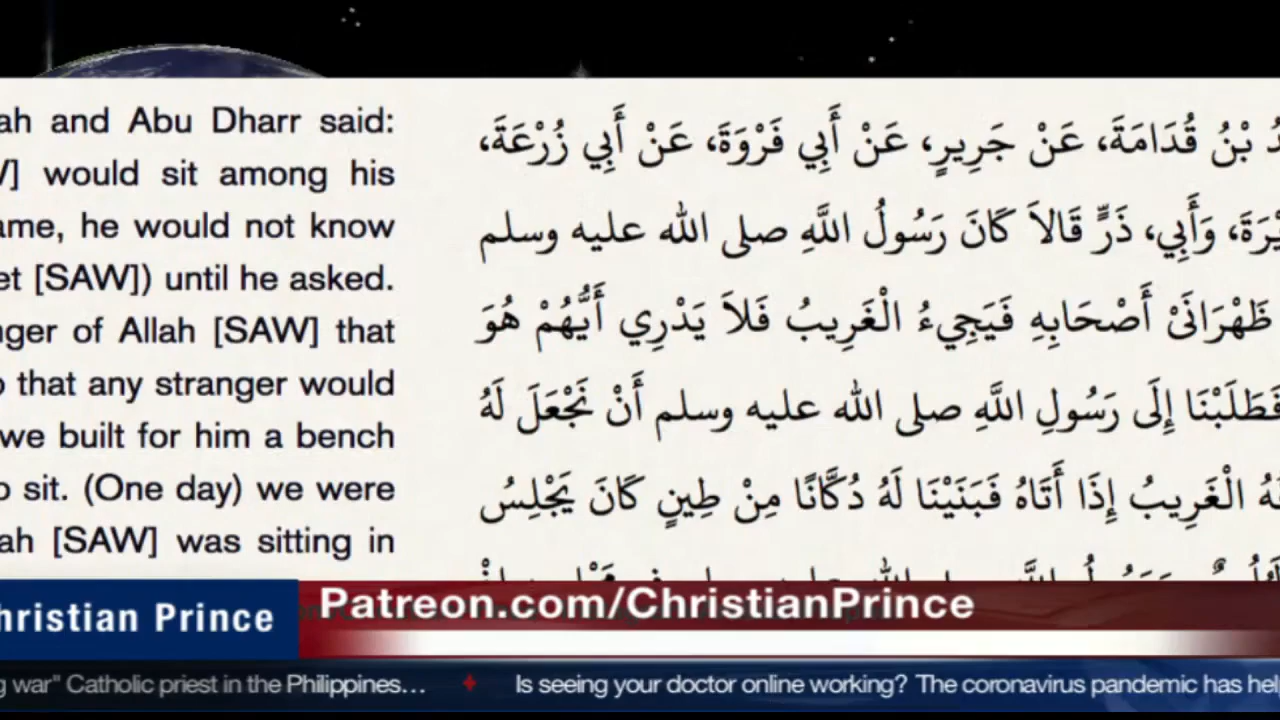 ah and Abu Dharr said:
would sit among his
ame, he would not know
et [SAW]) until he asked.
nger of Allah [SAW] that
o that any stranger would
we built for him a bench
o sit. (One day) we were
ah [SAW] was sitting in
بْنُ قُدَامَةَ، عَنْ جَرِيرٍ، عَنْ أَبِي فَرْوَةَ، عَنْ أَبِي زُرْعَةَ،
يْرَةَ، وَأَبِي، ذَرٍّ قَالاَ كَانَ رَسُولُ اللَّهِ صلى الله عليه وسلم
ظَهْرَانَىْ أَصْحَابِهِ فَيَجِيءُ الْغَرِيبُ فَلاَ يَدْرِي أَيُّهُمْ هُوَ
فَطَلَبْنَا إِلَى رَسُولِ اللَّهِ صلى الله عليه وسلم أَنْ نَجْعَلَ لَهُ
الْغَرِيبُ إِذَا أَتَاهُ فَبَنَيْنَا لَهُ دُكَّانًا مِنْ طِينٍ كَانَ يَجْلِسُ
hristian Prince
Patreon.com/ChristianPrince
g war" Catholic priest in the Philippines...
Is seeing your doctor online working? The coronavirus pandemic has hel